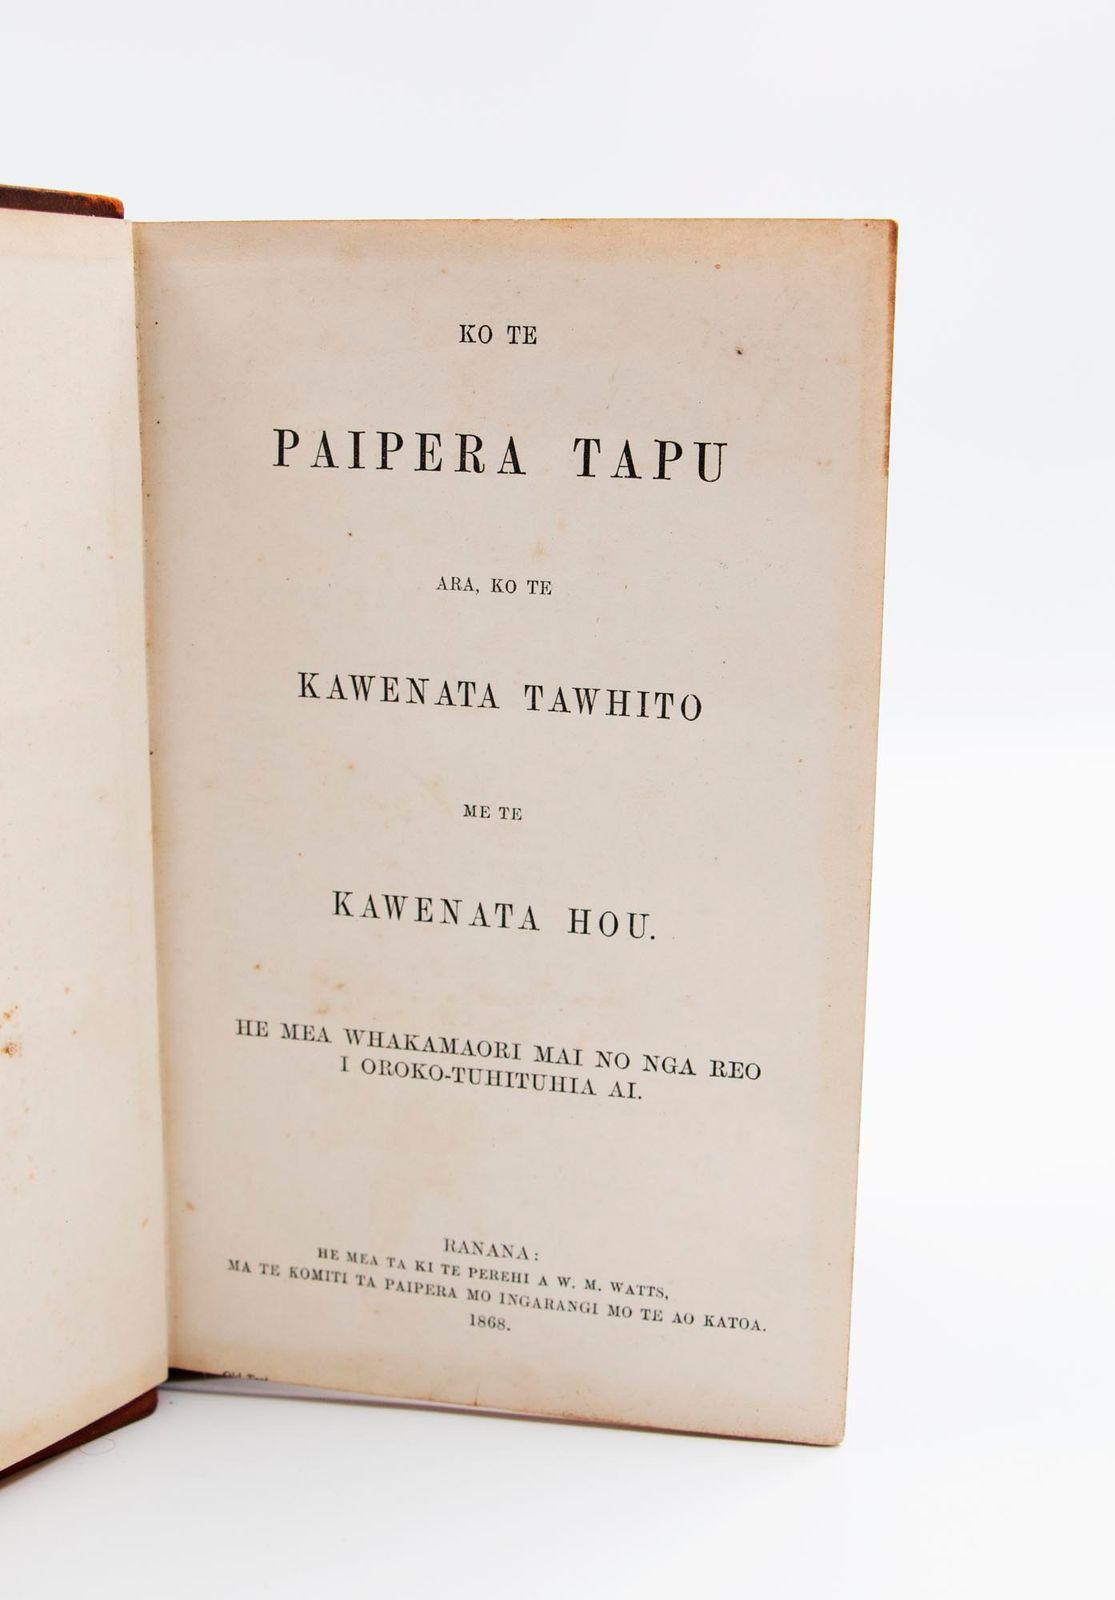 KO TE
PAIPERA TAPU
ARA, KO TE
KAWENATA TAWHITO
ME TE
KAWENATA HOU.
HE MEA WHAKAMAORI MAI NO NGA REO
I OROKO-TUHITUHIA AI.
RANANA:
HE MEA TA KI TE PEREHI A W. M. WATTS,
MA TE KOMITI TA PAIPERA MO INGARANGI MO TE AO KATOA.
1868.